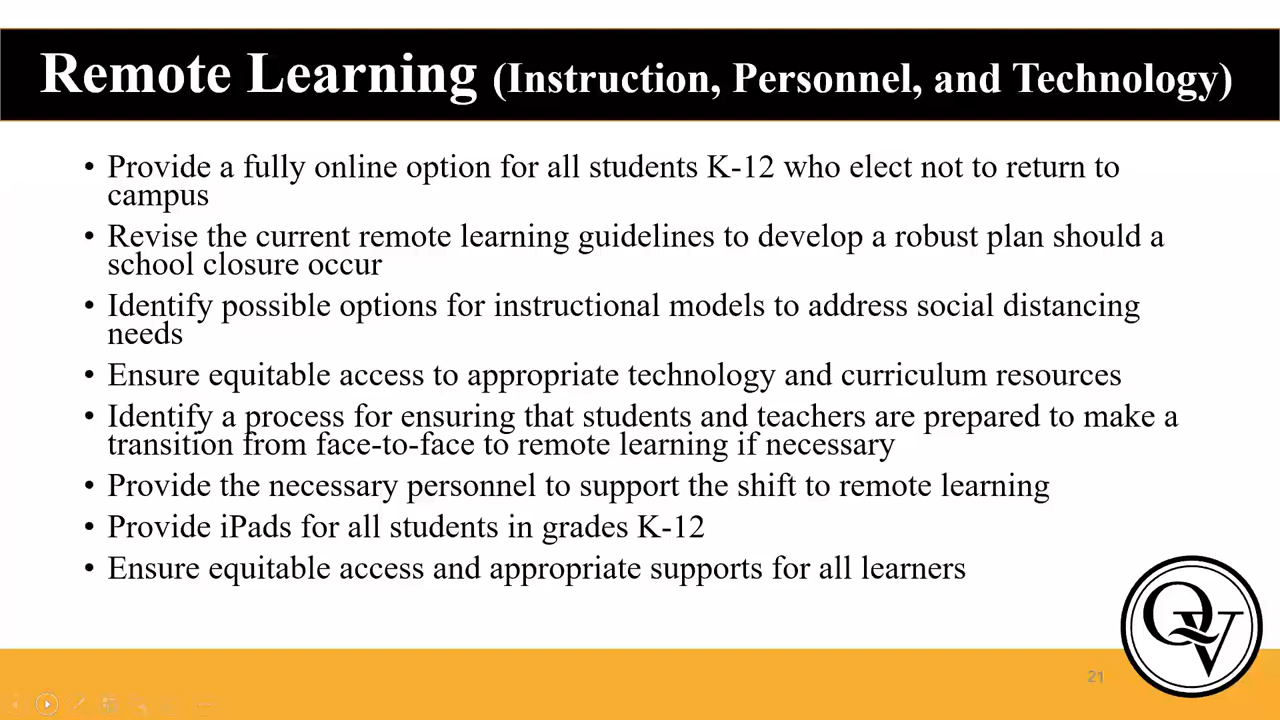 Remote Learning (Instruction, Personnel, and Technology)
• Provide a fully online option for all students K-12 who elect not to return to
campus
• Revise the current remote learning guidelines to develop a robust plan should a
school closure occur
• Identify possible options for instructional models to address social distancing
needs
• Ensure equitable access to appropriate technology and curriculum resources
• Identify a process for ensuring that students and teachers are prepared to make a
transition from face-to-face to remote learning if necessary
• Provide the necessary personnel to support the shift to remote learning
• Provide iPads for all students in grades K-12
• Ensure equitable access and appropriate supports for all learners
QV
21